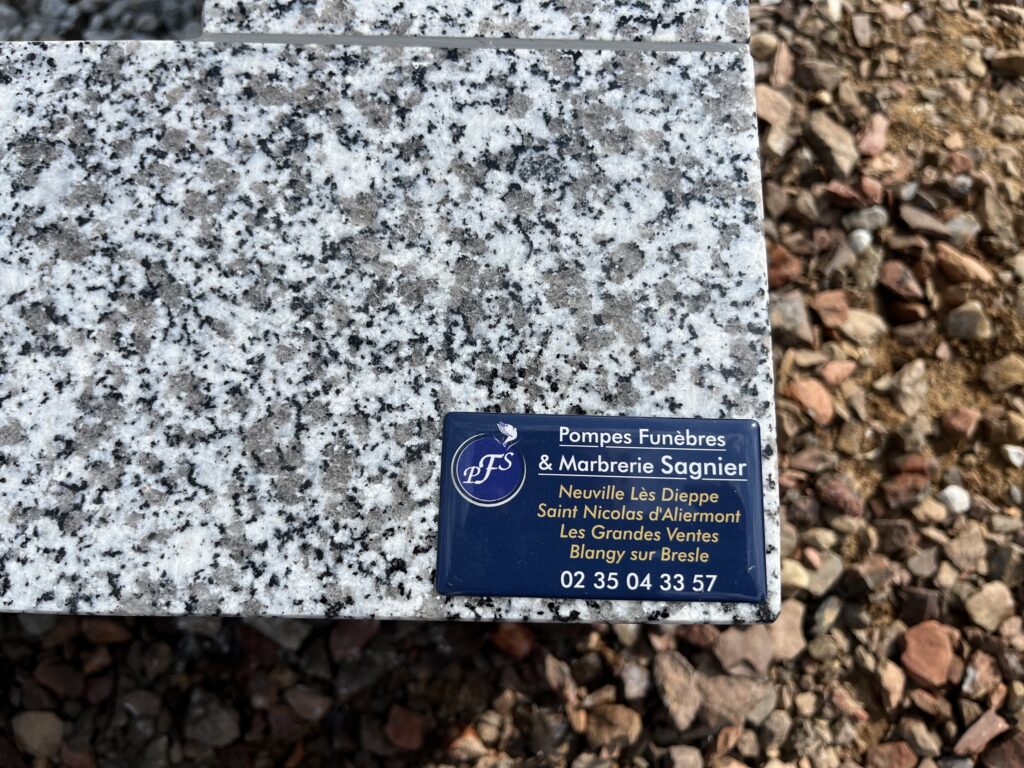 PFS
Pompes Funèbres
& Marbrerie Sagnier
Neuville Lès Dieppe
Saint Nicolas d'Aliermont
Les Grandes Ventes
Blangy sur Bresle
02 35 04 33 57